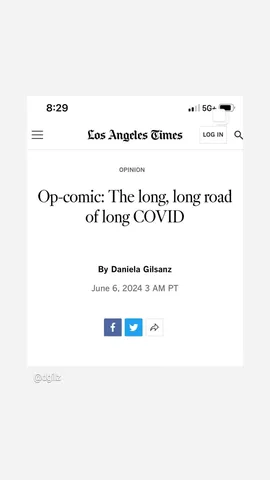 8:29
5G
Los Angeles Times
LOG IN
OPINION
Op-comic: The long, long road
of long COVID
By Daniela Gilsanz
June 6, 2024 3 AM PT